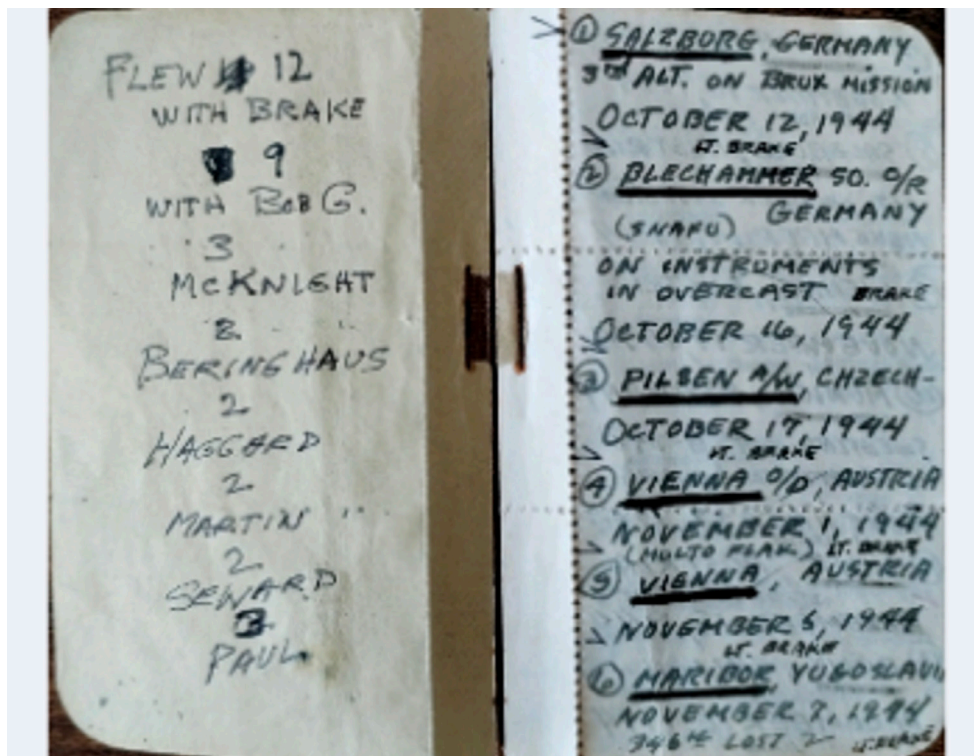 FLEW 12
WITH BRAKE
9
WITH BOB G.
3
MCKNIGHT
2
BERINGHAUS
2
HAGGARD
2
MARTIN "
2
SEWARD
3
PAUL
① SALZBURG, GERMANY
3RD ALT. ON BRUX MISSION
OCTOBER 12, 1944
LT. BRAKE
② BLECHAMMER SO. O/R
(SNAFU) GERMANY
ON INSTRUMENTS
IN OVERCAST BRAKE
OCTOBER 16, 1944
③ PILSEN A/W, CHZECH-
OCTOBER 17, 1944
LT. BRAKE
④ VIENNA O/D, AUSTRIA
NOVEMBER 1, 1944
(MULTO FLAK) LT. BRAKE
⑤ VIENNA, AUSTRIA
NOVEMBER 5, 1944
LT. BRAKE
⑥ MARIBOR, YUGOSLAVI
NOVEMBER 7, 1944
346TH LOST 2 LT. BRAKE